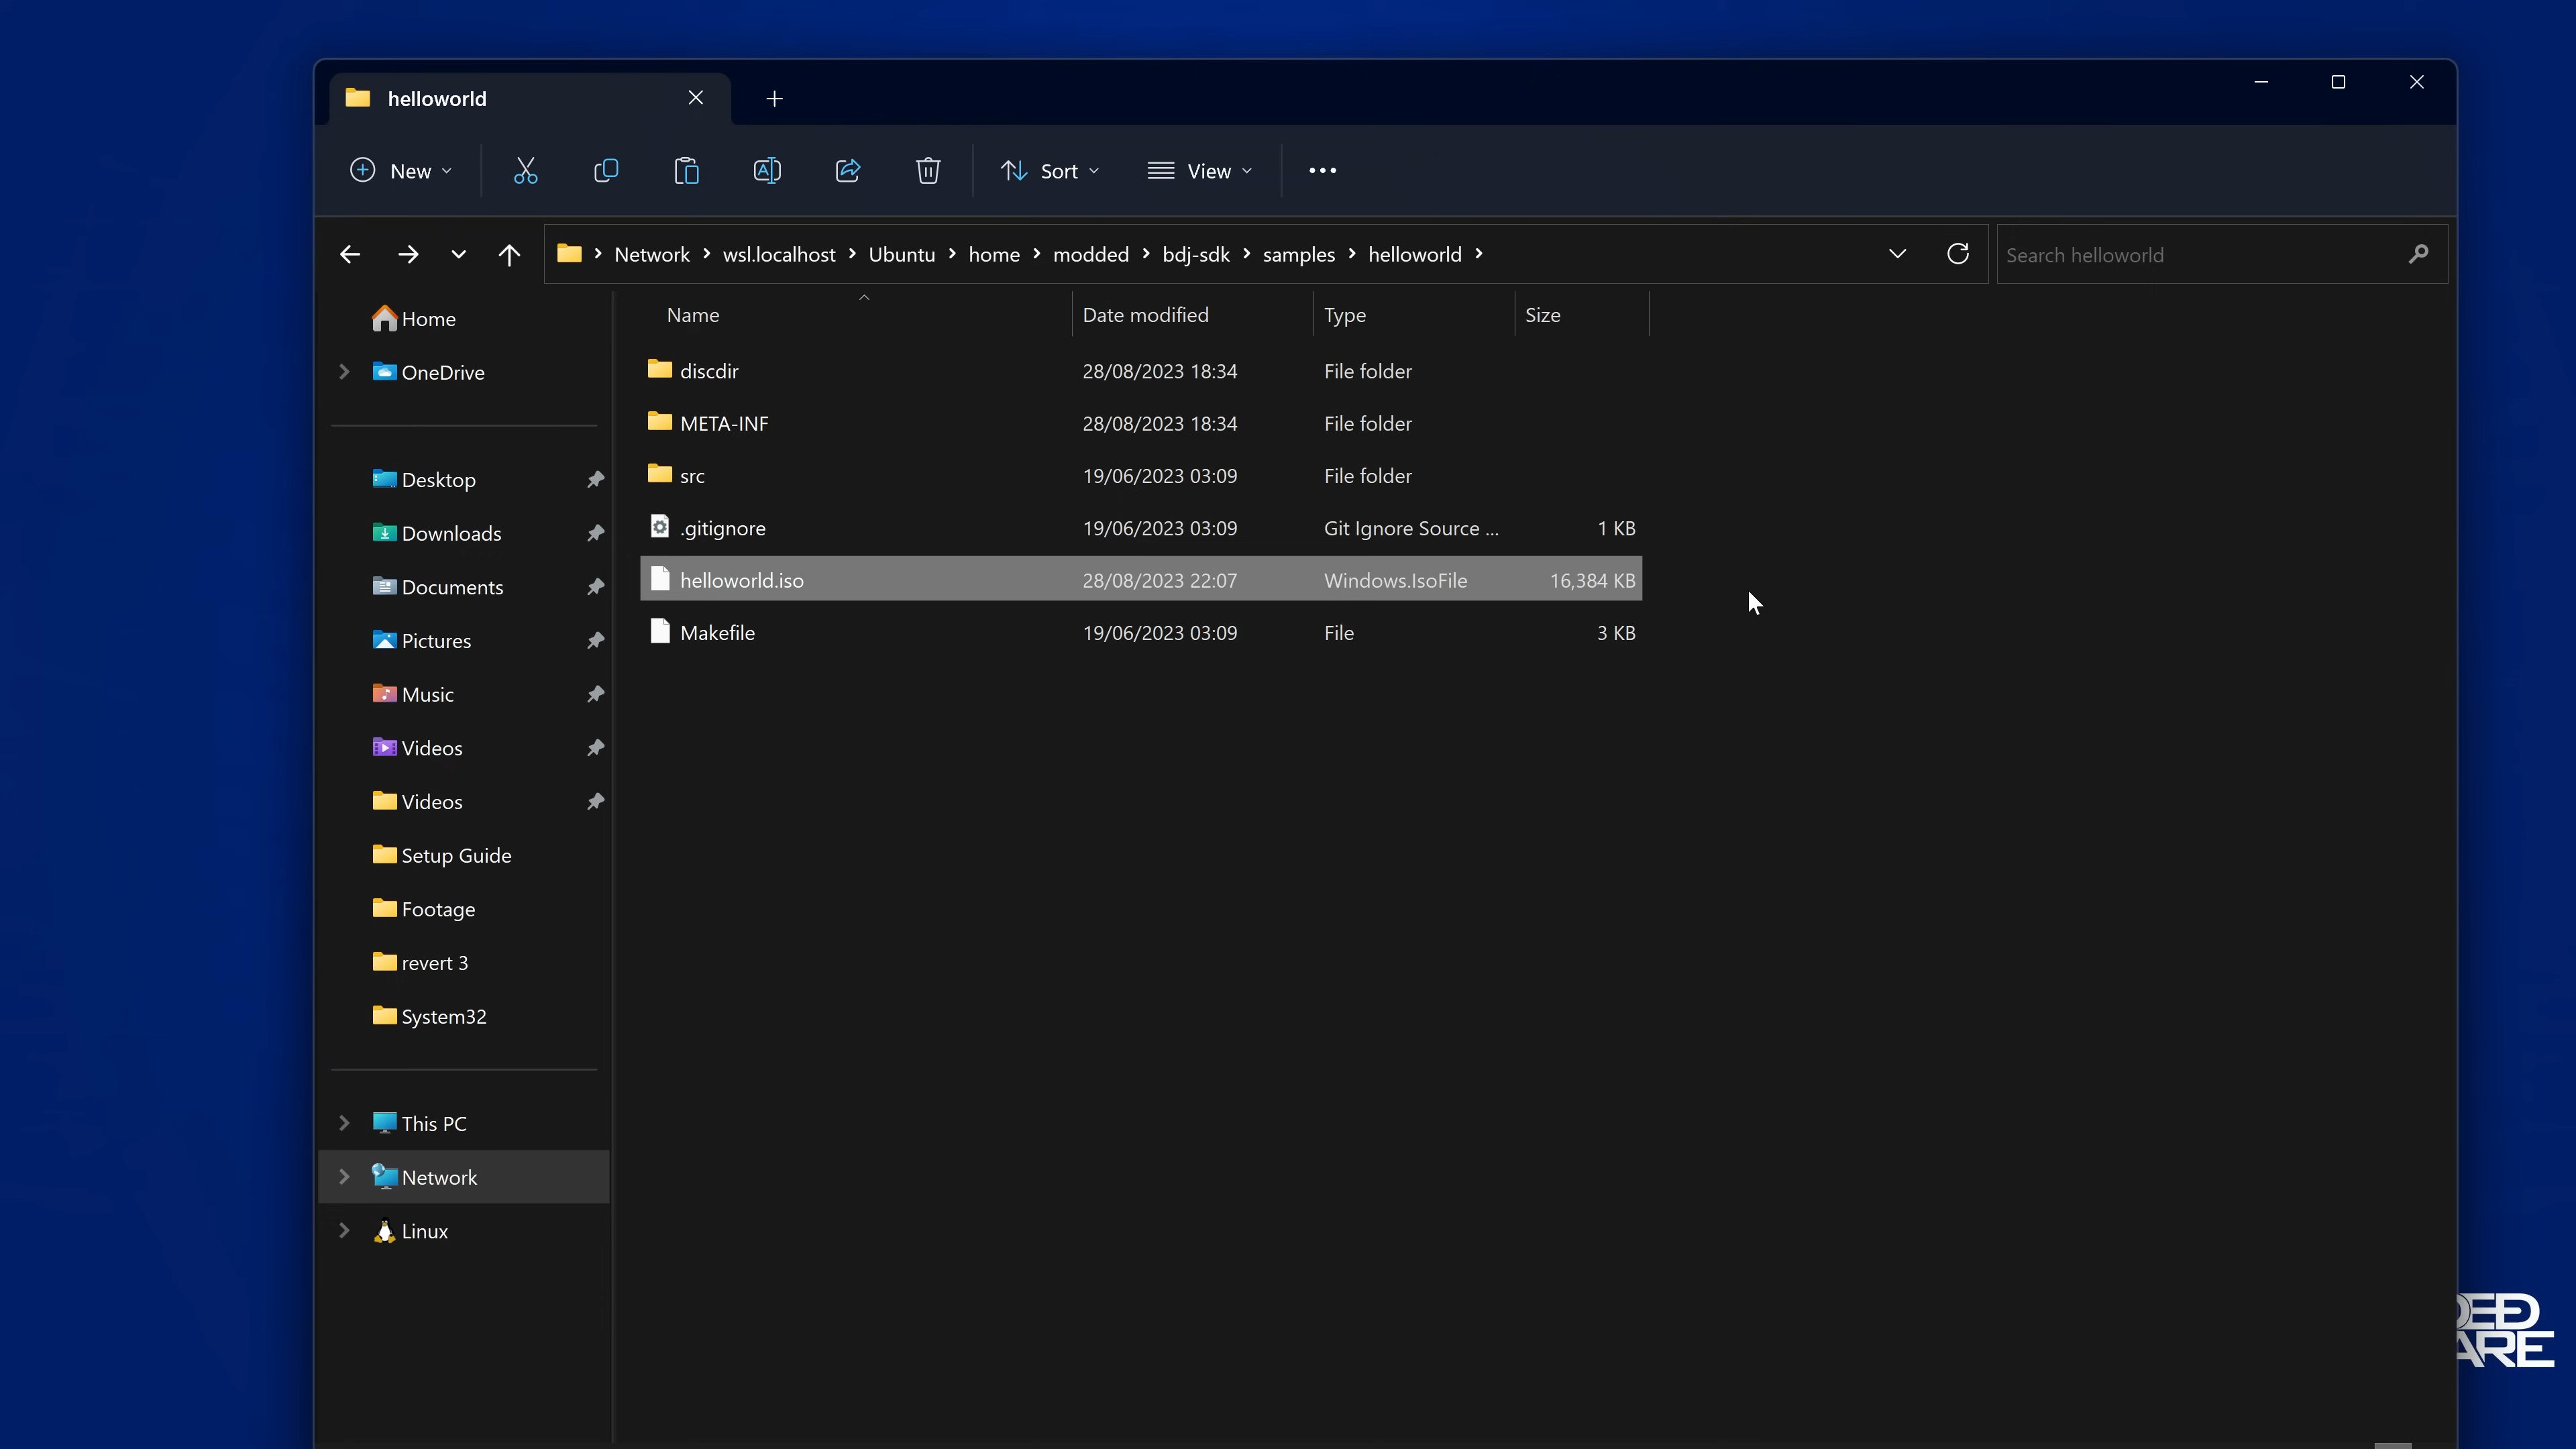 helloworld
New
Sort
View
Network
wsl.localhost
Ubuntu
home
modded
bdj-sdk
samples
helloworld
Search helloworld
Home
OneDrive
Desktop
Downloads
Documents
Pictures
Music
Videos
Videos
Setup Guide
Footage
revert 3
System32
This PC
Network
Linux
Name Date modified Type Size
discdir 28/08/2023 18:34 File folder
META-INF 28/08/2023 18:34 File folder
src 19/06/2023 03:09 File folder
.gitignore 19/06/2023 03:09 Git Ignore Source ... 1 KB
helloworld.iso 28/08/2023 22:07 Windows.IsoFile 16,384 KB
Makefile 19/06/2023 03:09 File 3 KB